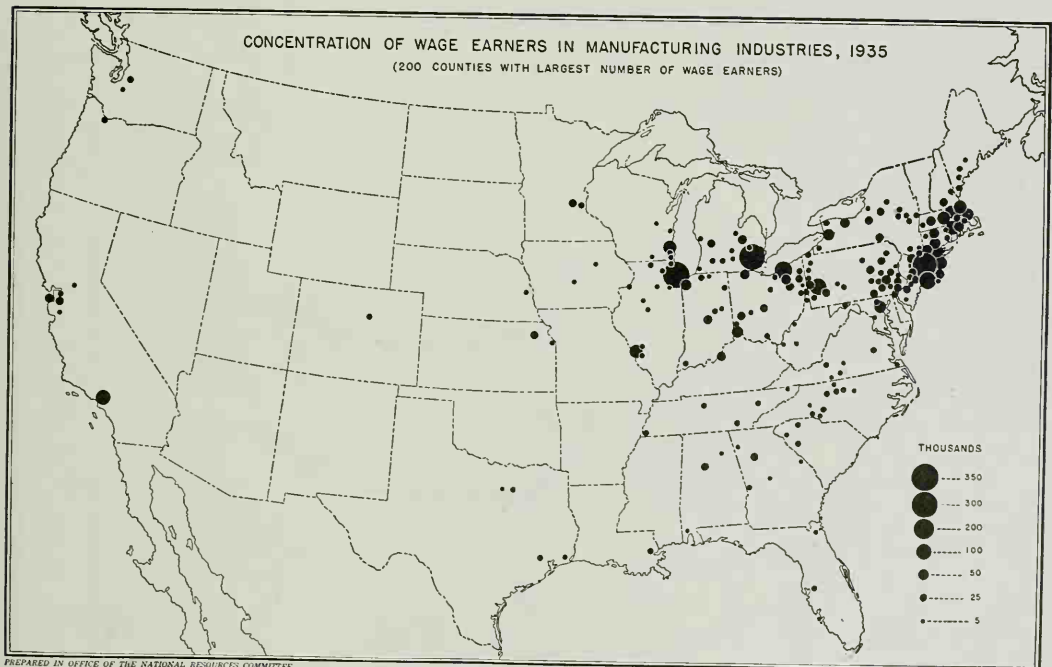 CONCENTRATION OF WAGE EARNERS IN MANUFACTURING INDUSTRIES, 1935
(200 COUNTIES WITH LARGEST NUMBER OF WAGE EARNERS)
THOUSANDS
350
300
200
100
50
25
5
PREPARED IN OFFICE OF THE NATIONAL RESOURCES COMMITTEE